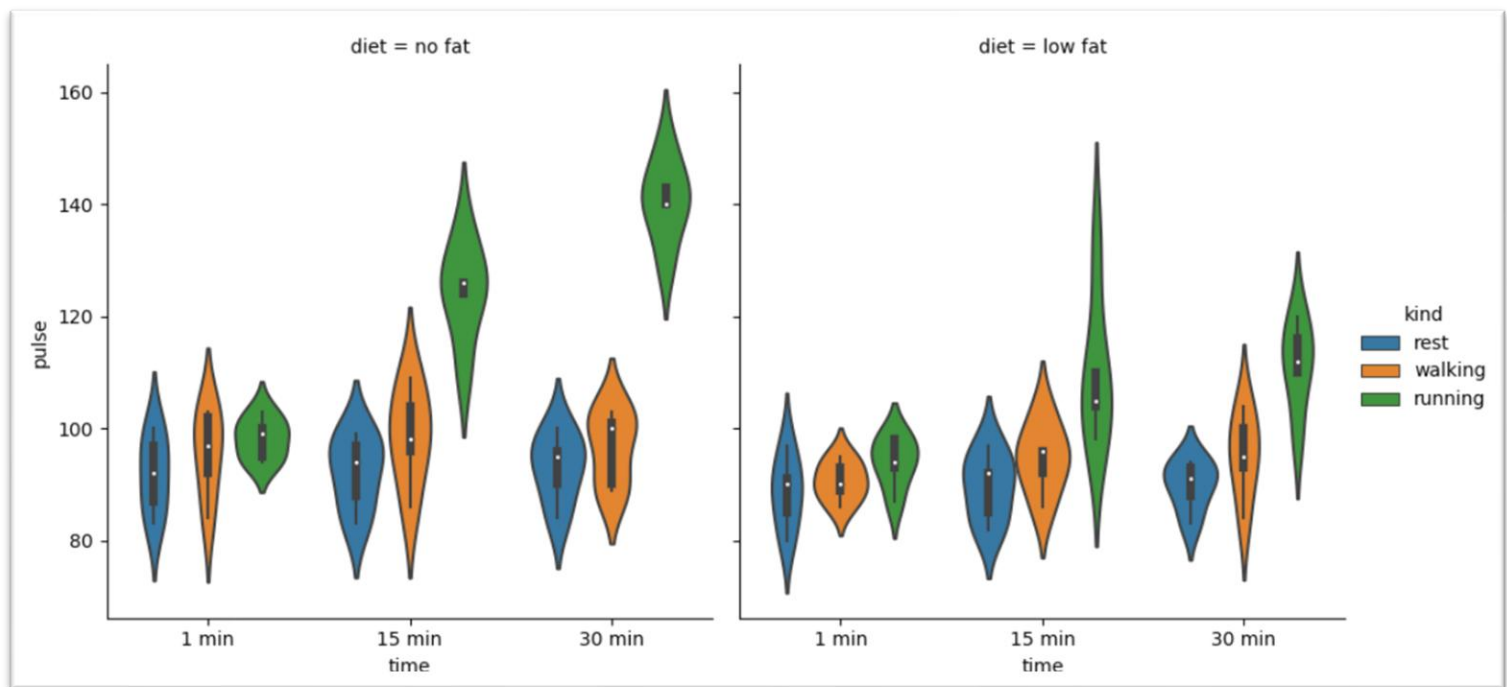 diet = no fat
diet = low fat
160
140
120
100
80
pulse
1 min
15 min
30 min
time
1 min
15 min
30 min
time
kind
rest
walking
running